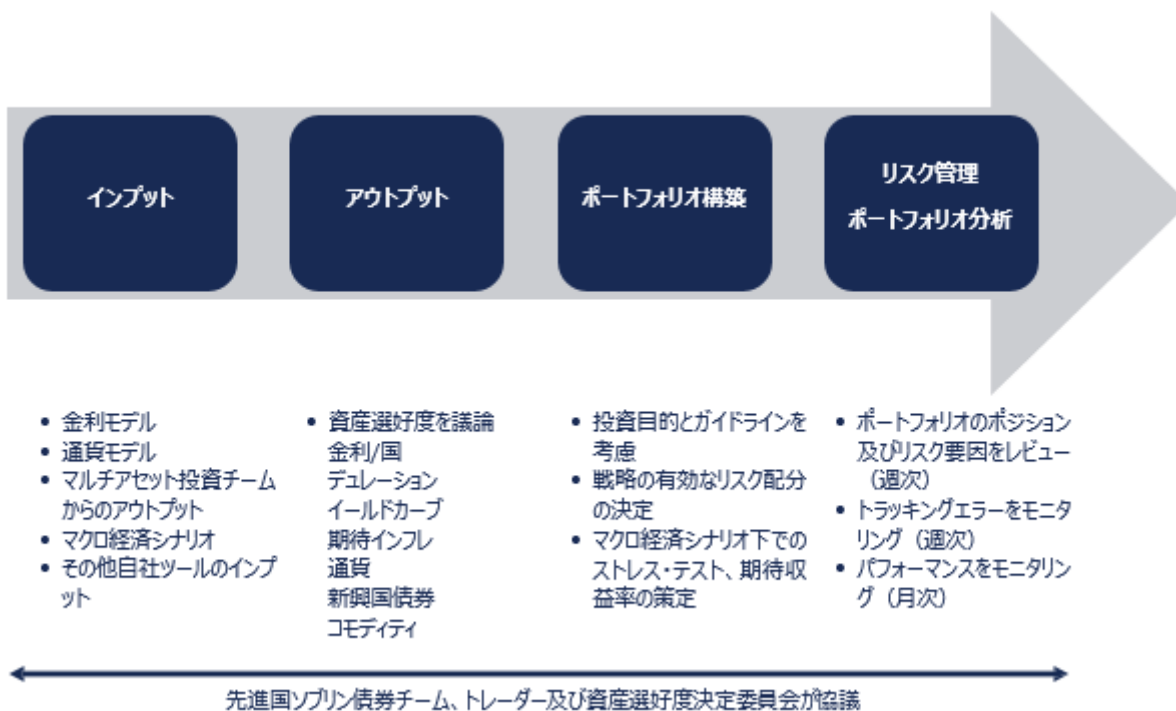 インプット
アウトプット
ポートフォリオ構築
リスク管理
ポートフォリオ分析
• 金利モデル
• 通貨モデル
• マルチアセット投資チーム
からのアウトプット
• マクロ経済シナリオ
• その他自社ツールのインプ
ット
• 資産選好度を議論
金利/国
デュレーション
イールドカーブ
期待インフレ
通貨
新興国債券
コモディティ
• 投資目的とガイドラインを
考慮
• 戦略の有効なリスク配分
の決定
• マクロ経済シナリオ下での
ストレス・テスト、期待収
益率の策定
• ポートフォリオのポジション
及びリスク要因をレビュー
（週次）
• トラッキングエラーをモニタ
リング（週次）
• パフォーマンスをモニタリン
グ（月次）
先進国ソブリン債券チーム、トレーダー及び資産選好度決定委員会が協議